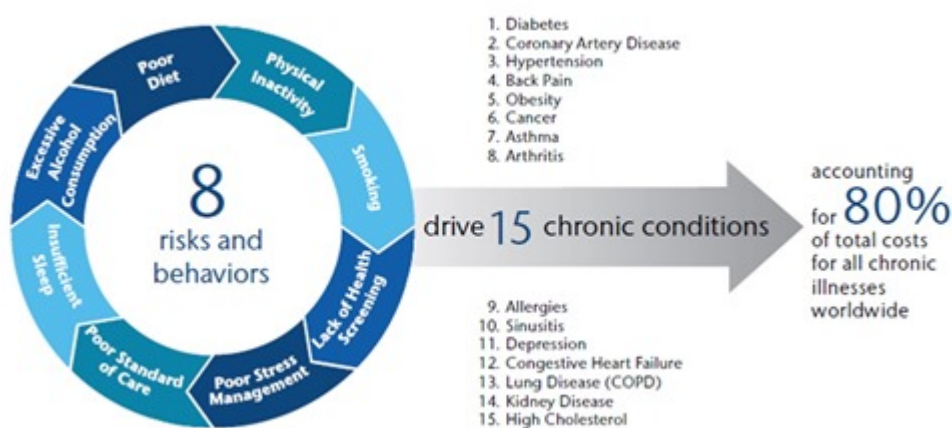 Poor
Diet
Physical
Inactivity
Smoking
Lack of Health
Screening
Poor Stress
Management
Poor Standard
of Care
Insufficient
Sleep
Excessive
Alcohol
Consumption
8
risks and
behaviors
1. Diabetes
2. Coronary Artery Disease
3. Hypertension
4. Back Pain
5. Obesity
6. Cancer
7. Asthma
8. Arthritis
drive 15 chronic conditions
9. Allergies
10. Sinusitis
11. Depression
12. Congestive Heart Failure
13. Lung Disease (COPD)
14. Kidney Disease
15. High Cholesterol
accounting
for 80%
of total costs
for all chronic
illnesses
worldwide